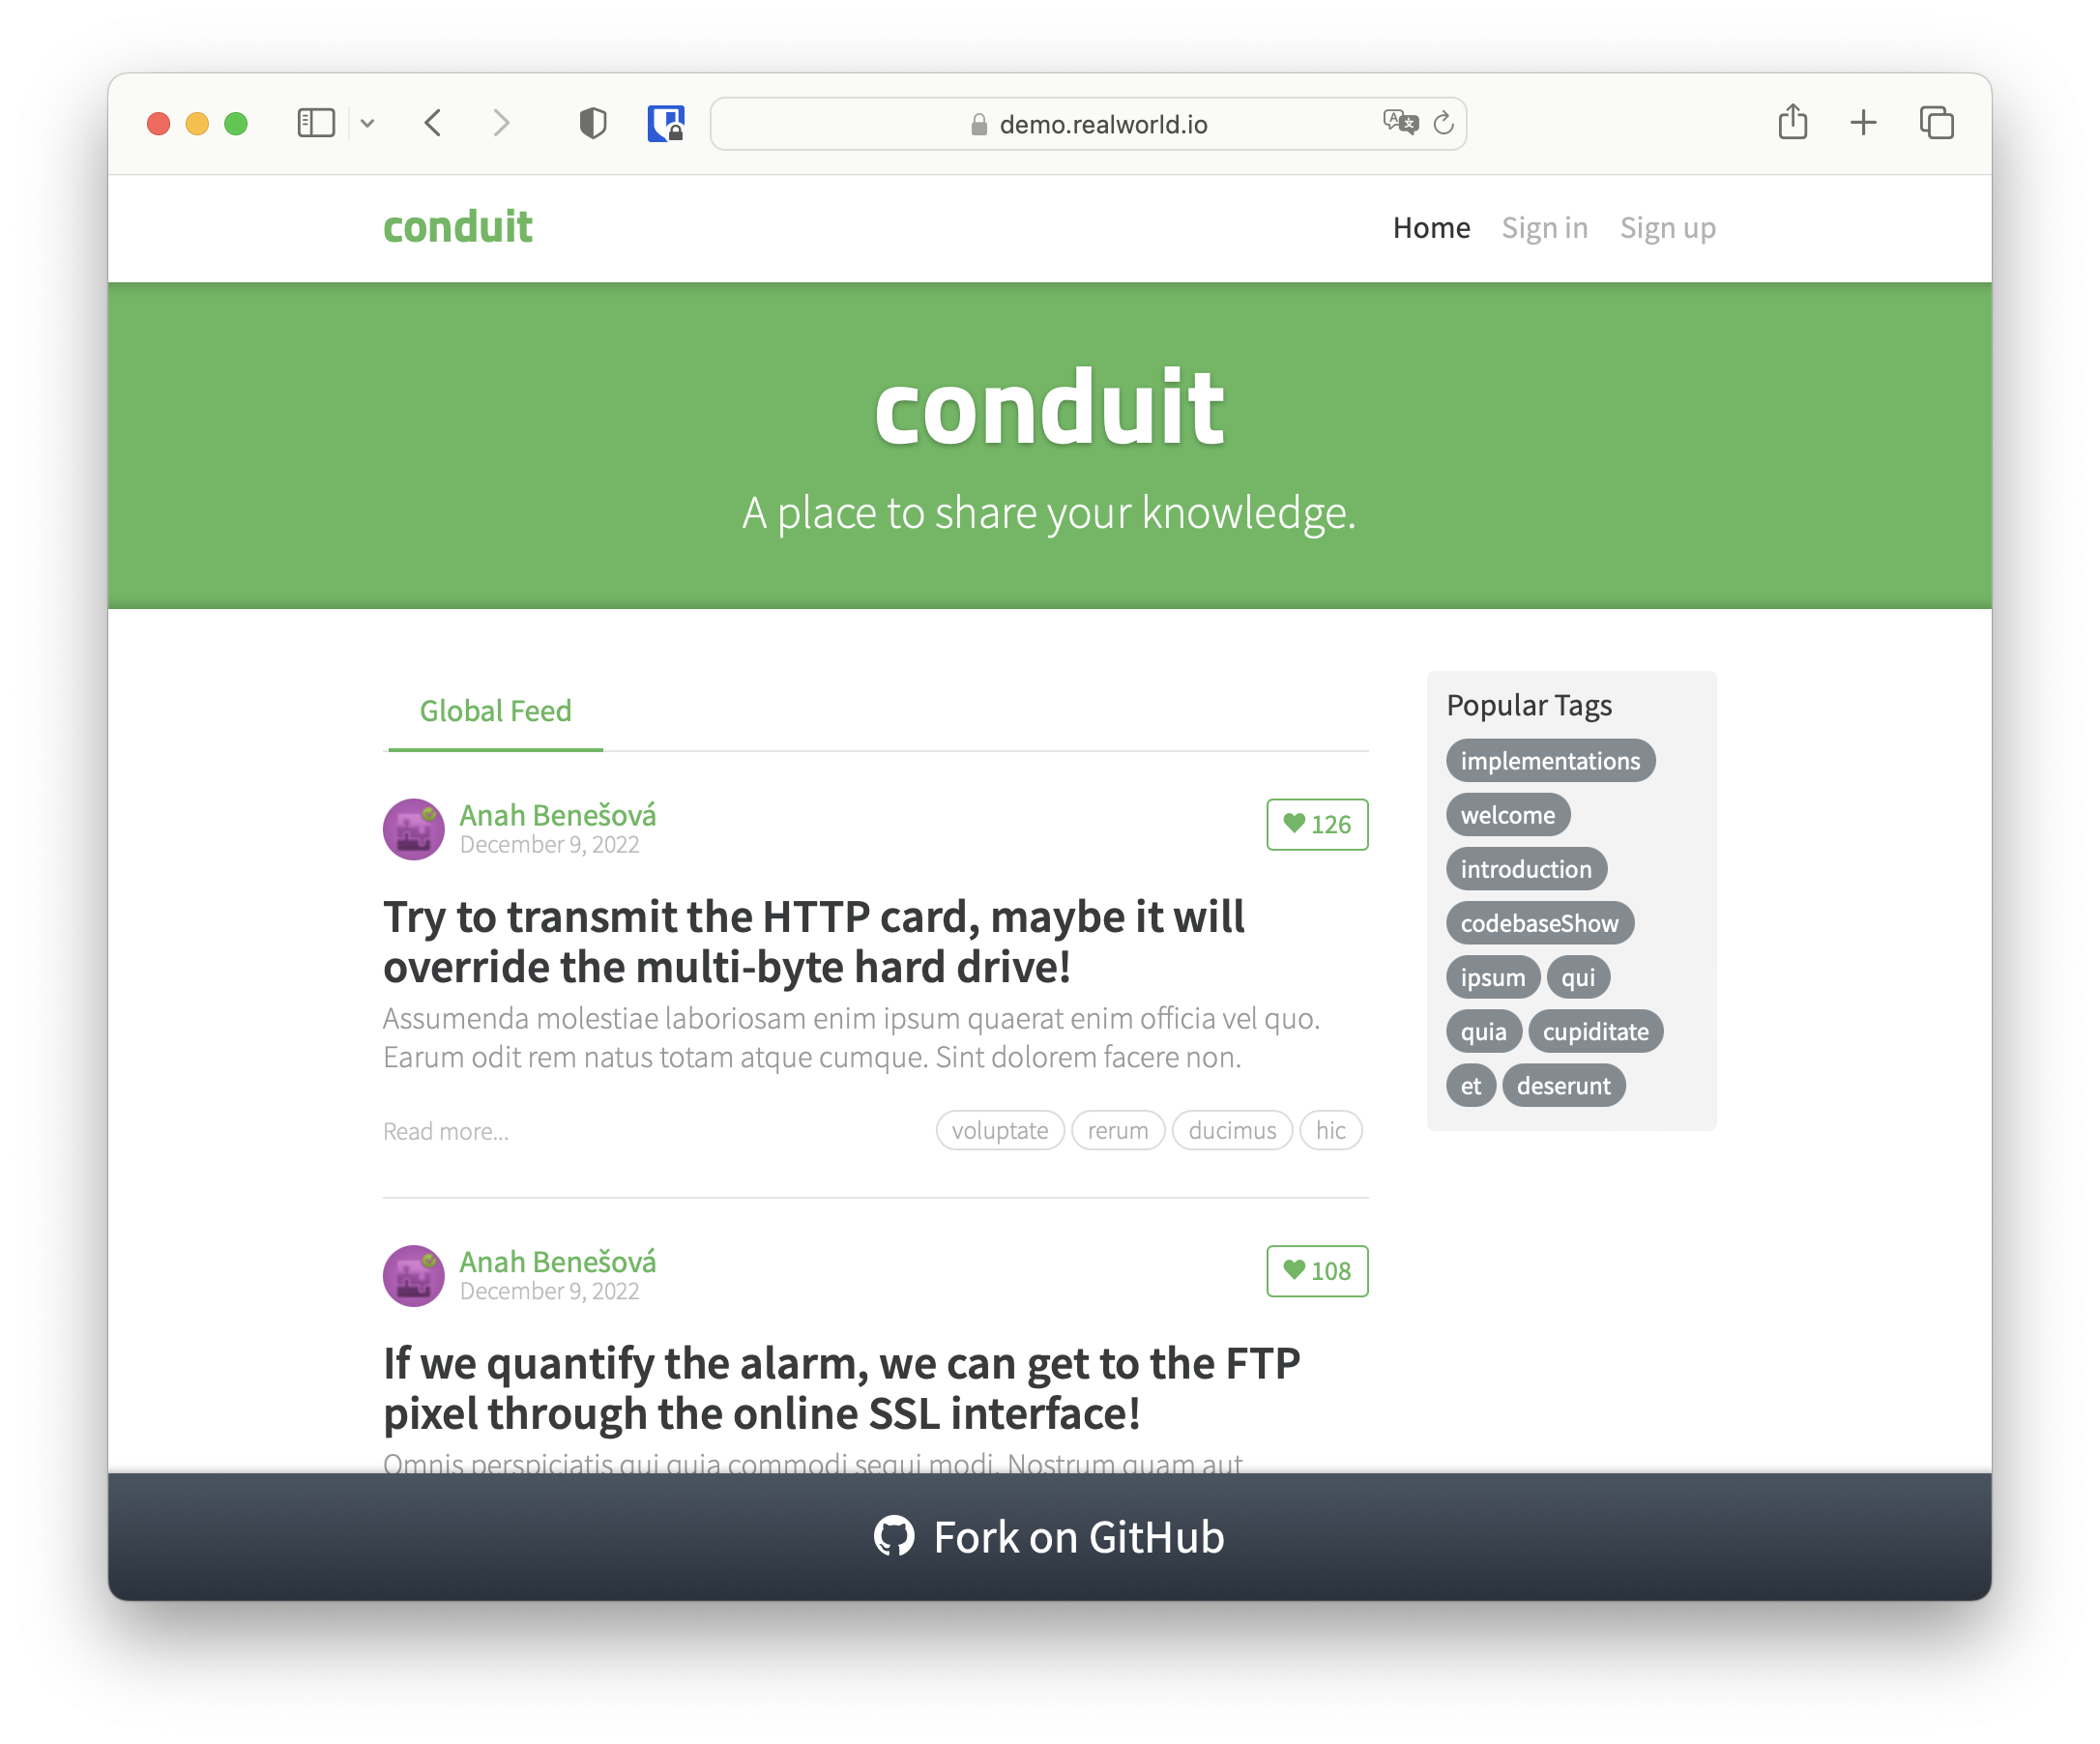 demo.realworld.io
conduit
Home Sign in Sign up
conduit
A place to share your knowledge.
Global Feed
Anah Benešová
December 9, 2022
126
Try to transmit the HTTP card, maybe it will
override the multi-byte hard drive!
Assumenda molestiae laboriosam enim ipsum quaerat enim officia vel quo.
Earum odit rem natus totam atque cumque. Sint dolorem facere non.
Read more...
voluptate rerum ducimus hic
Anah Benešová
December 9, 2022
108
If we quantify the alarm, we can get to the FTP
pixel through the online SSL interface!
Omnis perspiciatis qui quia commodi sequi modi. Nostrum quam aut
Popular Tags
implementations
welcome
introduction
codebaseShow
ipsum qui
quia cupiditate
et deserunt
Fork on GitHub